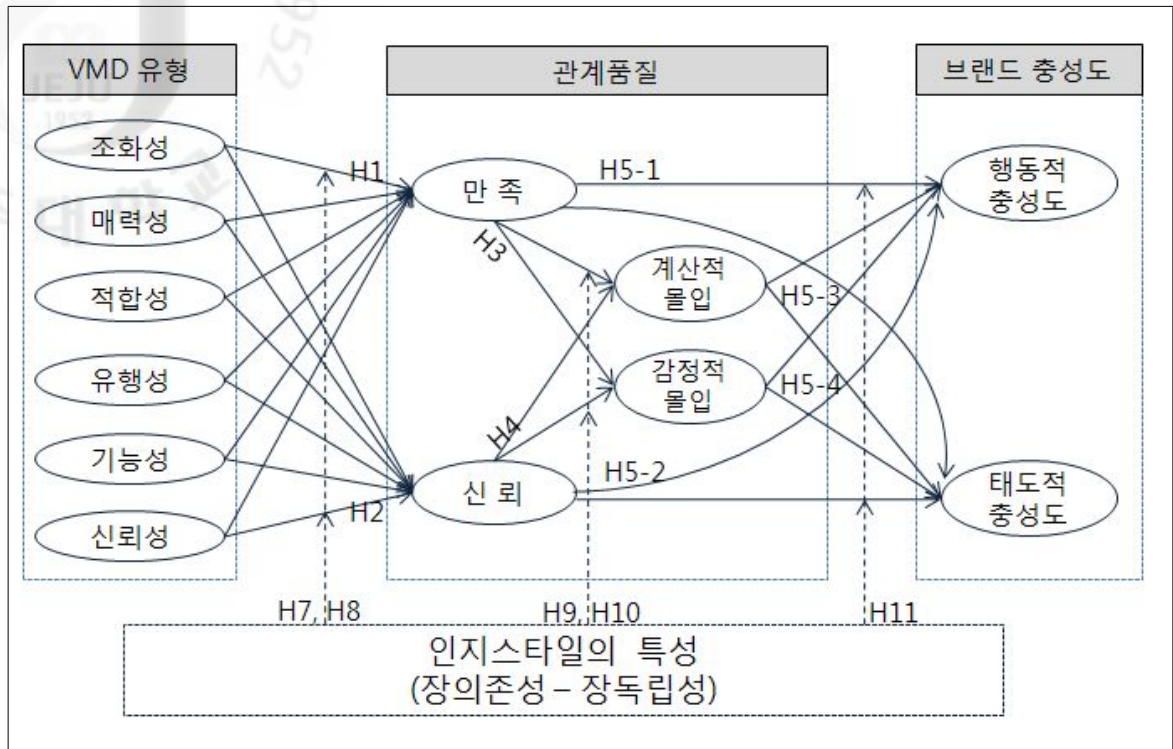 VMD 유형
관계품질
브랜드 충성도
조화성
매력성
적합성
유행성
기능성
신뢰성
H1
H2
만 족
신 뢰
H3
H4
계산적
몰입
감정적
몰입
H5-1
H5-3
H5-4
H5-2
행동적
충성도
태도적
충성도
H7, H8
H9, H10
H11
인지스타일의 특성
(장의존성 – 장독립성)
JEJU
1952
952